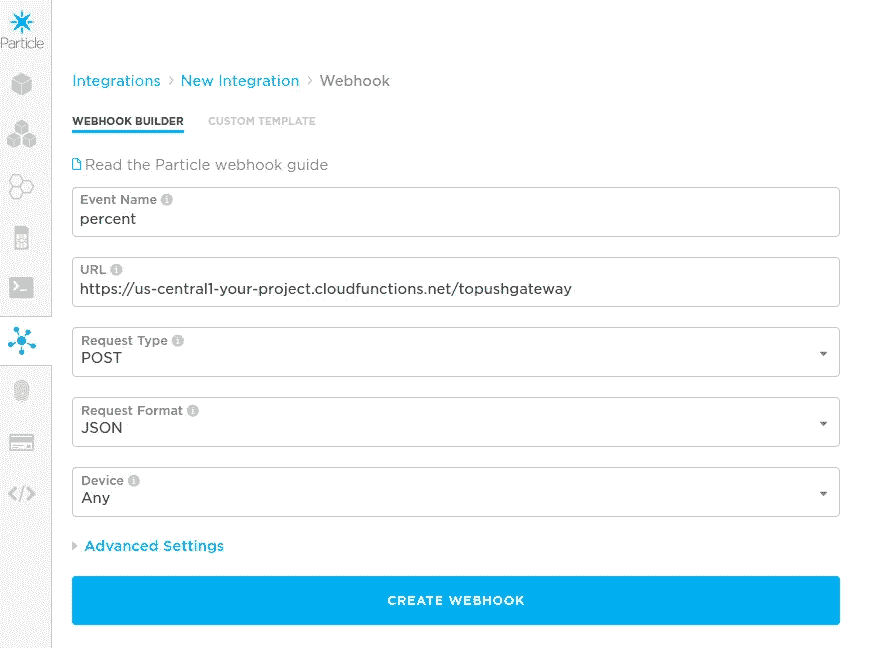 Particle
Integrations › New Integration › Webhook
WEBHOOK BUILDER CUSTOM TEMPLATE
Read the Particle webhook guide
Event Name
percent
URL
https://us-central1-your-project.cloudfunctions.net/topushgateway
Request Type
POST
Request Format
JSON
Device
Any
Advanced Settings
CREATE WEBHOOK